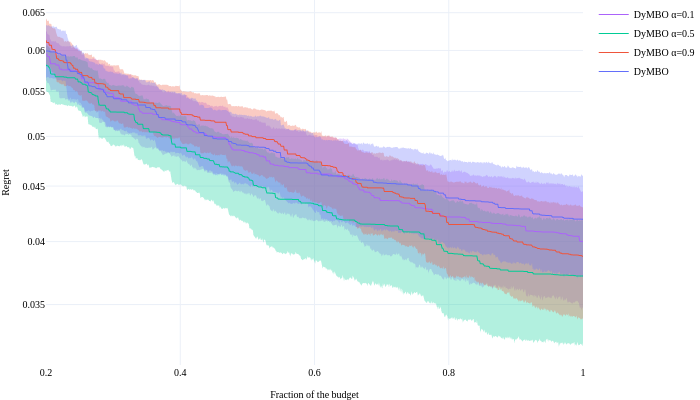 0.065
0.06
0.055
0.05
0.045
0.04
0.035
Regret
0.2
0.4
0.6
0.8
1
Fraction of the budget
DyMBO α=0.1
DyMBO α=0.5
DyMBO α=0.9
DyMBO